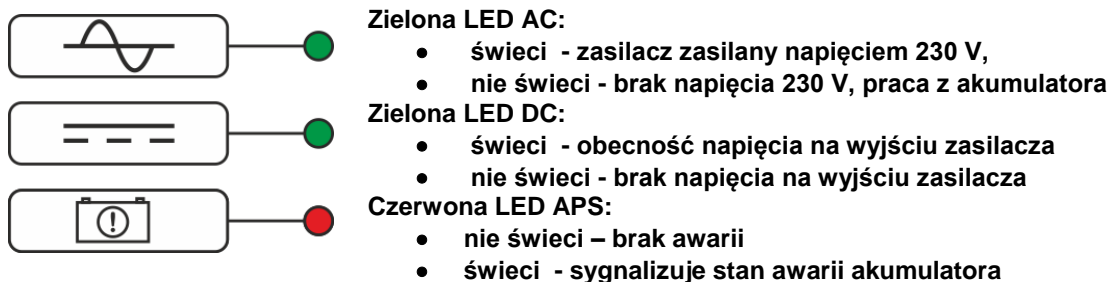 Zielona LED AC:
● świeci - zasilacz zasilany napięciem 230 V,
● nie świeci - brak napięcia 230 V, praca z akumulatora
Zielona LED DC:
● świeci - obecność napięcia na wyjściu zasilacza
● nie świeci - brak napięcia na wyjściu zasilacza
Czerwona LED APS:
● nie świeci – brak awarii
● świeci - sygnalizuje stan awarii akumulatora